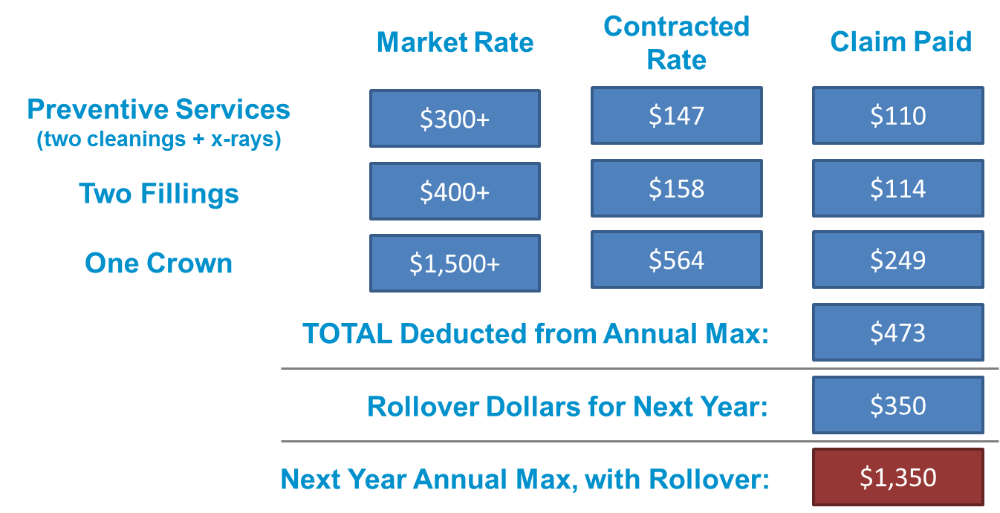 Market Rate
Contracted
Rate
Claim Paid
Preventive Services
(two cleanings + x-rays)
$300+
$147
$110
Two Fillings
$400+
$158
$114
One Crown
$1,500+
$564
$249
TOTAL Deducted from Annual Max:
$473
Rollover Dollars for Next Year:
$350
Next Year Annual Max, with Rollover:
$1,350